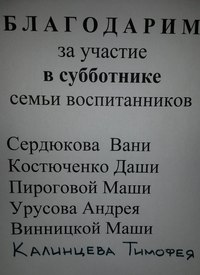 БЛАГОДАРИМ
за участие
в субботнике
семьи воспитанников
Сердюкова Вани
Костюченко Даши
Пироговой Маши
Урусова Андрея
Винницкой Маши
КАЛИНЦЕВА ТИМОФЕЯ